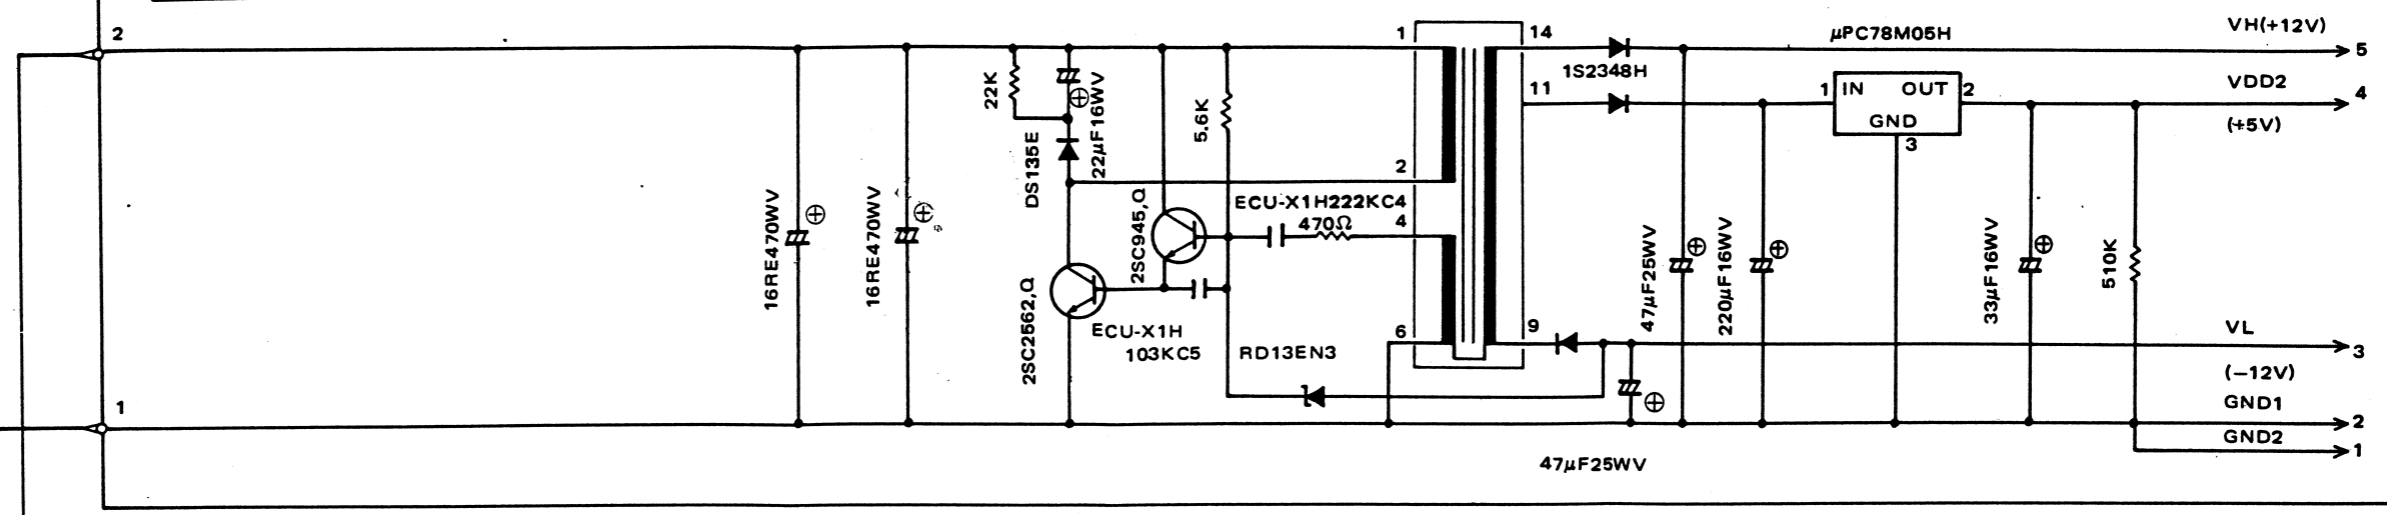 2
1
16RE470WV
16RE470WV
22K
22μF16WV
DS135E
5.6K
2SC945,Q
2SC2562,Q
ECU-X1H222KC4
470Ω
ECU-X1H
103KC5
RD13EN3
1
2
4
6
14
11
9
1S2348H
μPC78M05H
1 IN OUT 2
GND
3
47μF25WV
220μF16WV
33μF16WV
510K
47μF25WV
VH(+12V)
5
VDD2
4
(+5V)
VL
3
(−12V)
GND1
2
GND2
1